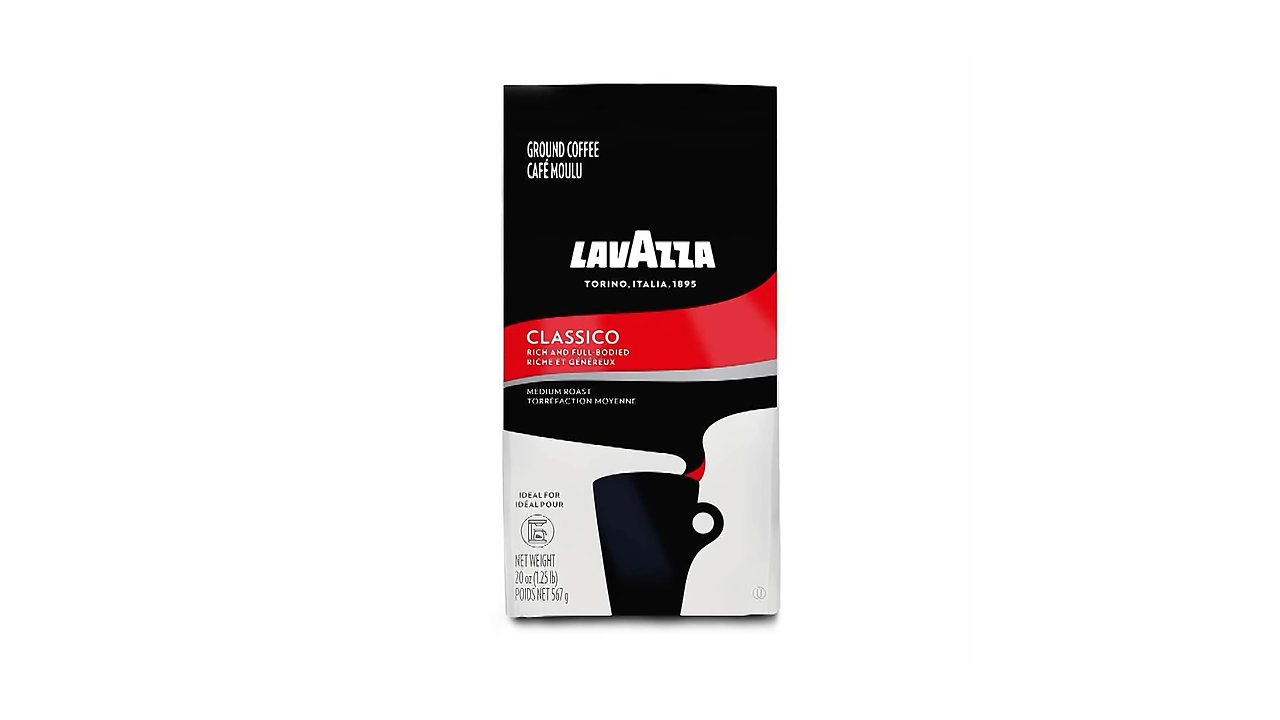 GROUND COFFEE
CAFÉ MOULU
LAVAZZA
TORINO, ITALIA, 1895
CLASSICO
RICH AND FULL-BODIED
RICHE ET GÉNÉREUX
MEDIUM ROAST
TORRÉFACTION MOYENNE
IDEAL FOR
IDÉAL POUR
NET WEIGHT
20 oz (1.25 lb)
POIDS NET 567 g